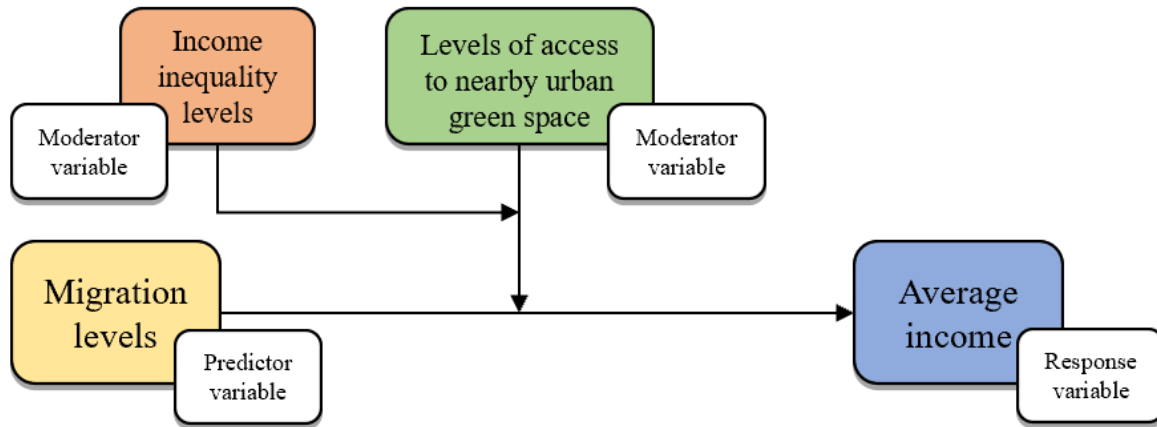 Income
inequality
levels
Moderator
variable
Levels of access
to nearby urban
green space
Moderator
variable
Migration
levels
Predictor
variable
Average
income
Response
variable